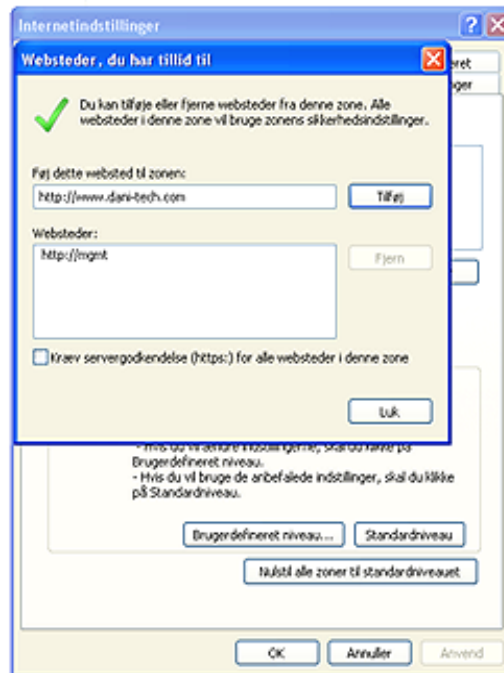 Internetindstillinger
Websteder, du har tillid til
Du kan tilføje eller fjerne websteder fra denne zone. Alle
websteder i denne zone vil bruge zonens sikkerhedsindstillinger.
Føj dette websted til zonen:
http://www.dani-tech.com
Tilføj
Websteder:
http://mgmt
Fjern
Kræv servergodkendelse (https:) for alle websteder i denne zone
Luk
- Hvis du vil ændre indstillingerne, skal du klikke på
Brugerdefineret niveau.
- Hvis du vil bruge de anbefalede indstillinger, skal du klikke
på Standardniveau.
Brugerdefineret niveau...
Standardniveau
Nulstil alle zoner til standardniveauet
OK
Annuller
Anvend